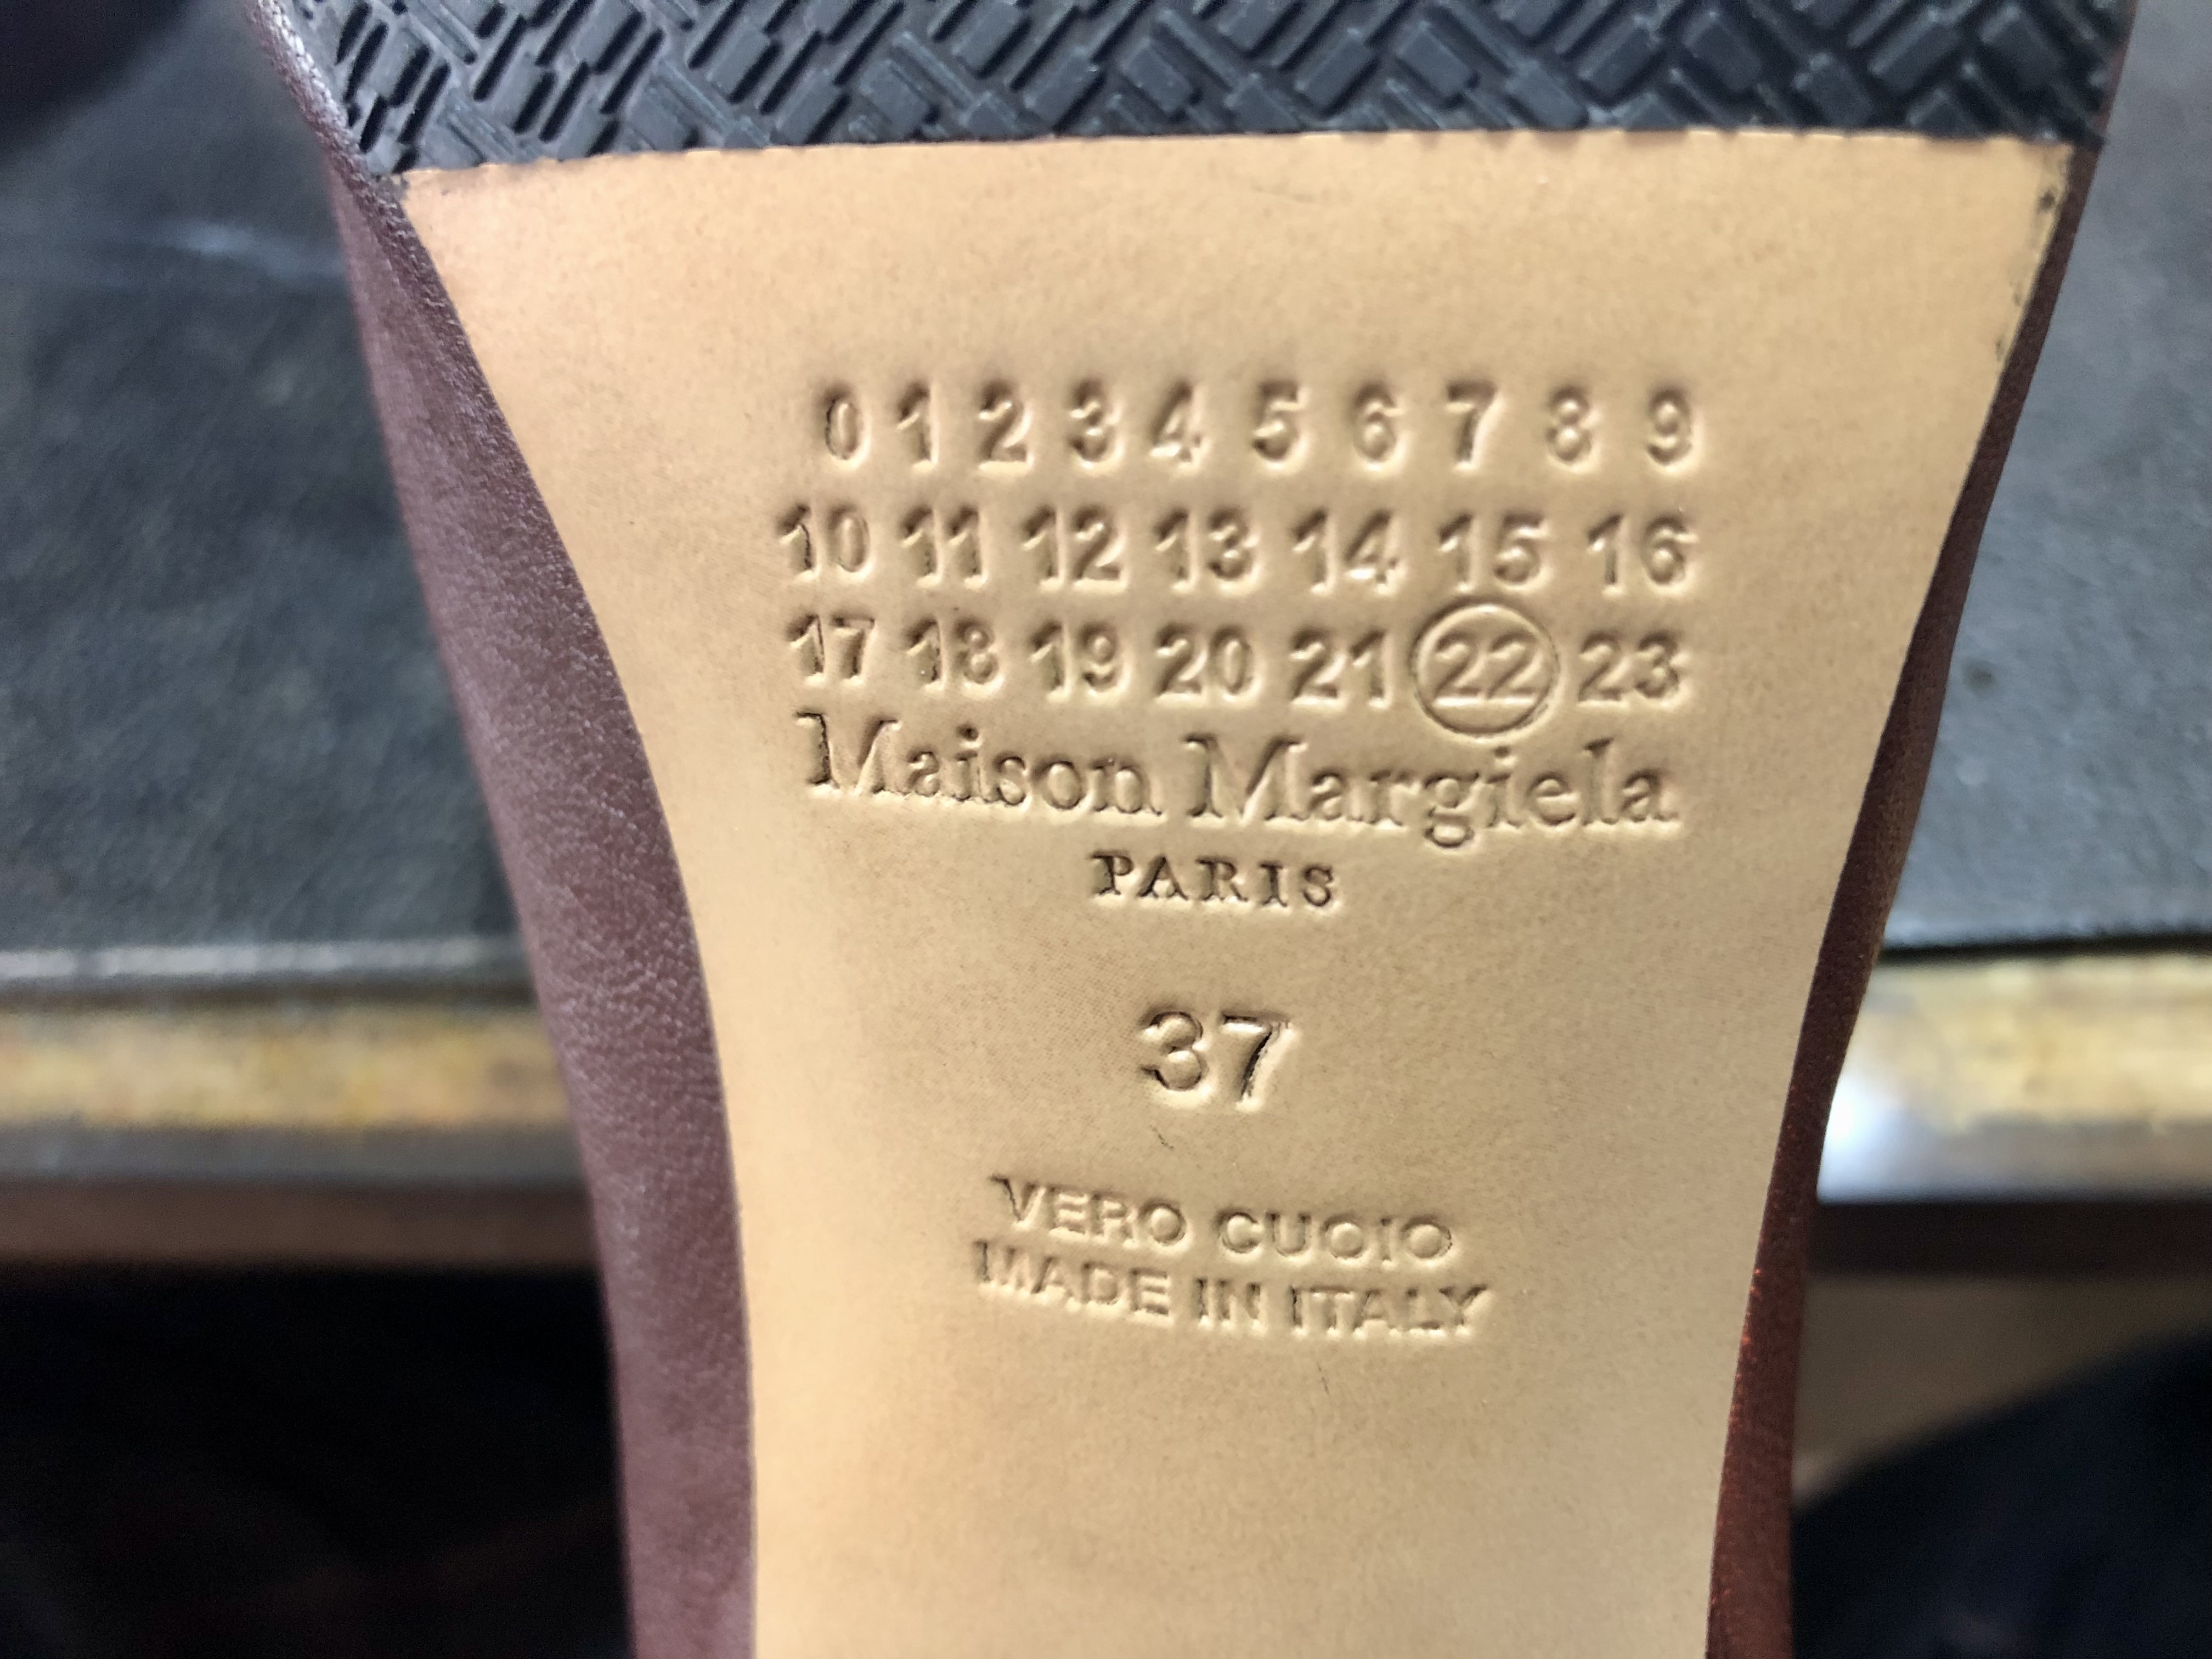 0 1 2 3 4 5 6 7 8 9
10 11 12 13 14 15 16
17 18 19 20 21 22 23
Maison Margiela
PARIS
37
VERO CUOIO
MADE IN ITALY